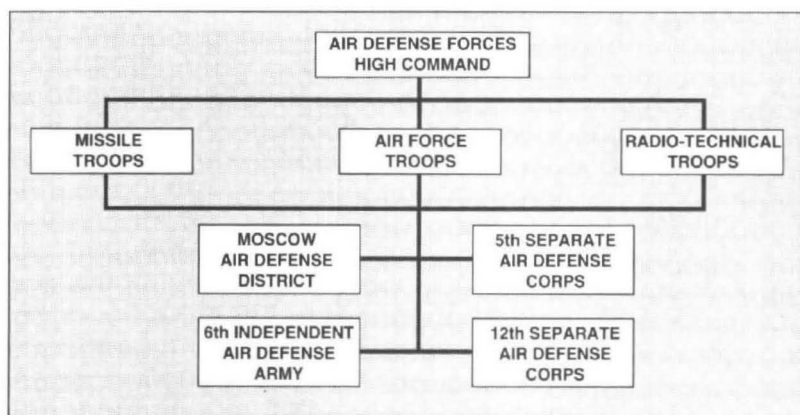 AIR DEFENSE FORCES
HIGH COMMAND
MISSILE
TROOPS
AIR FORCE
TROOPS
RADIO-TECHNICAL
TROOPS
MOSCOW
AIR DEFENSE
DISTRICT
5th SEPARATE
AIR DEFENSE
CORPS
6th INDEPENDENT
AIR DEFENSE
ARMY
12th SEPARATE
AIR DEFENSE
CORPS